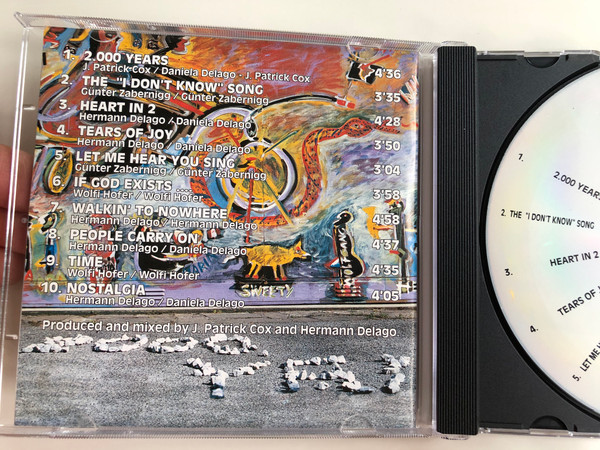 1. 2.000 YEARS 4'36
J. Patrick Cox / Daniela Delago - J. Patrick Cox
2. THE "I DON'T KNOW" SONG 3'35
Günter Zabernigg / Günter Zabernigg
3. HEART IN 2 4'28
Hermann Delago / Daniela Delago
4. TEARS OF JOY 3'50
Hermann Delago / Daniela Delago
5. LET ME HEAR YOU SING 3'04
Günter Zabernigg / Günter Zabernigg
6. IF GOD EXISTS .... 3'58
Wolfi Hofer / Wolfi Hofer
7. WALKIN' TO NOWHERE 4'58
Hermann Delago / Hermann Delago
8. PEOPLE CARRY ON 4'37
Hermann Delago / Daniela Delago
9. TIME 4'35
Wolfi Hofer / Wolfi Hofer
10. NOSTALGIA 4'05
Hermann Delago / Daniela Delago
SWEETY
Produced and mixed by J. Patrick Cox and Hermann Delago.
2.000 YEARS
2. THE "I DON'T KNOW" SONG
3. HEART IN 2
4. TEARS OF
5. LET ME